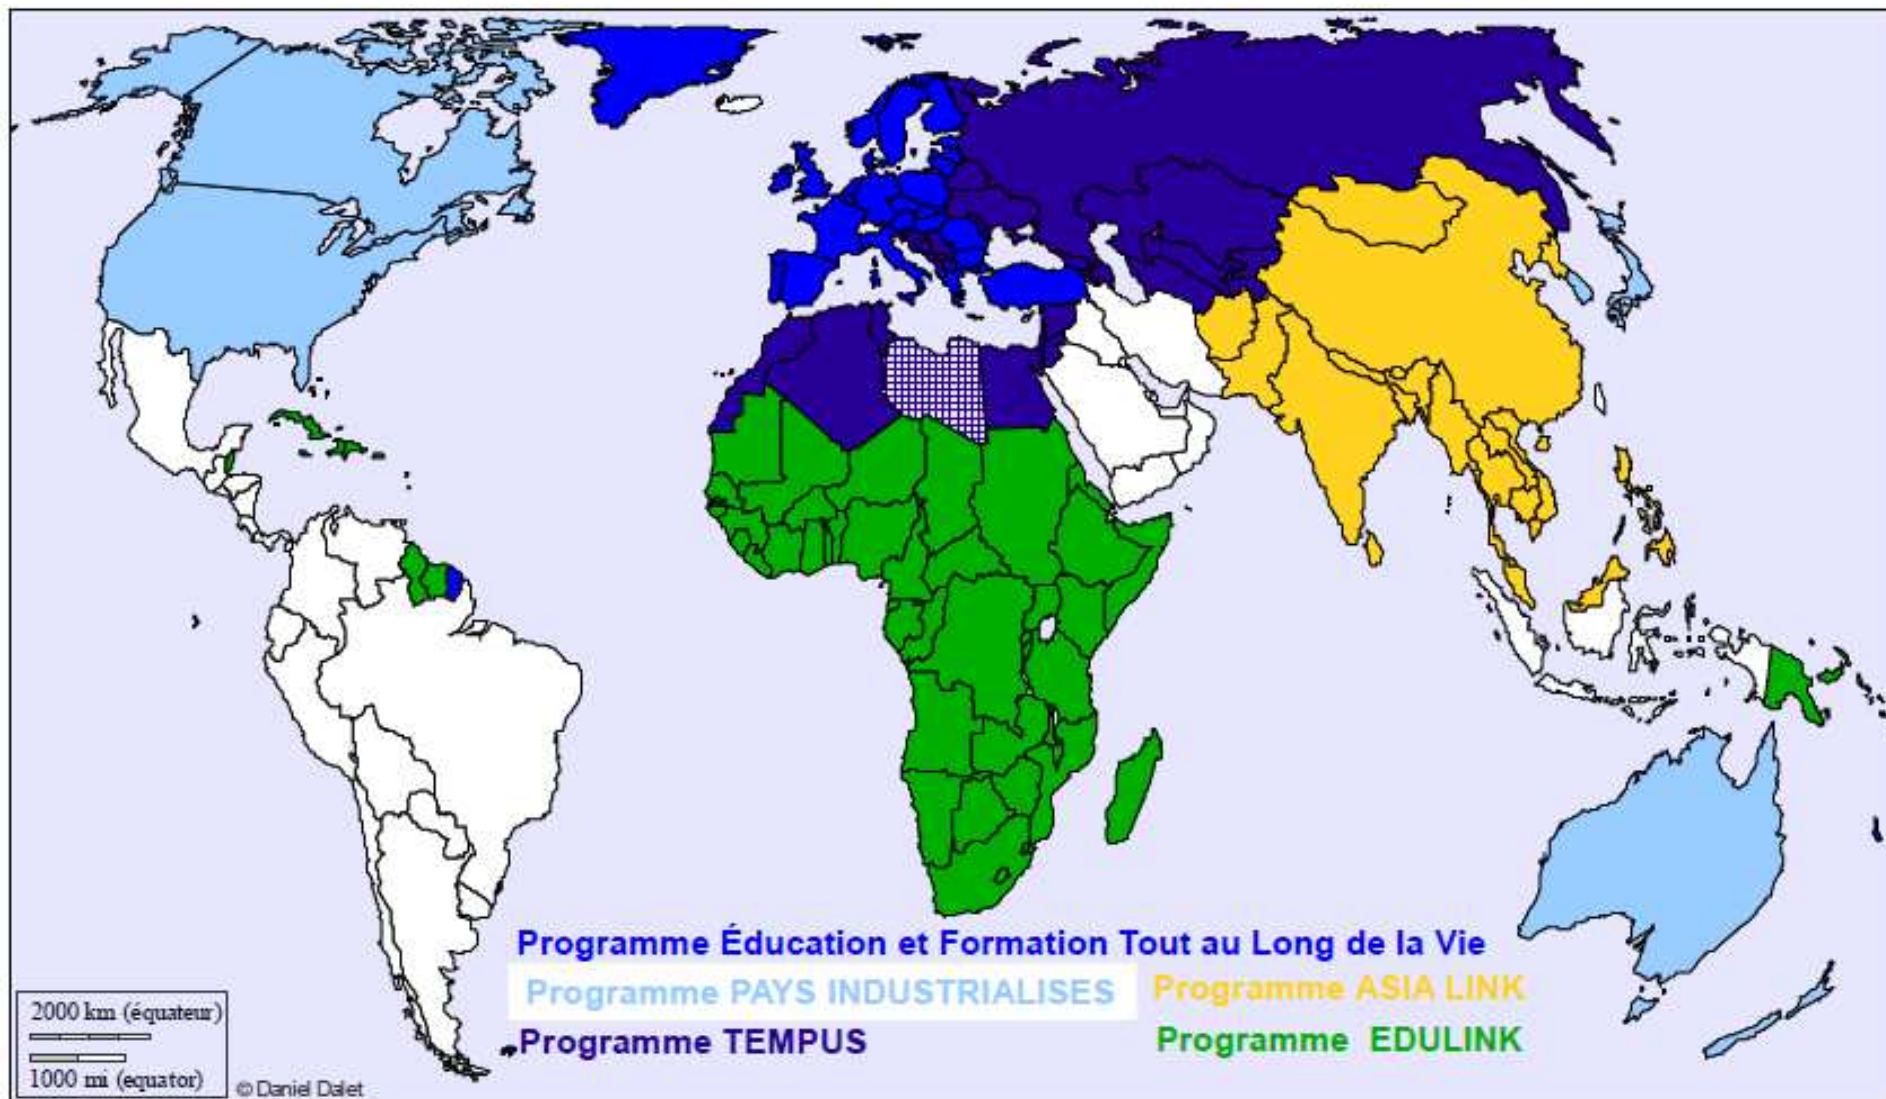 Programme Éducation et Formation Tout au Long de la Vie
Programme PAYS INDUSTRIALISES
Programme ASIA LINK
Programme TEMPUS
Programme EDULINK
2000 km (équateur)
1000 mi (equator)
© Daniel Dalet